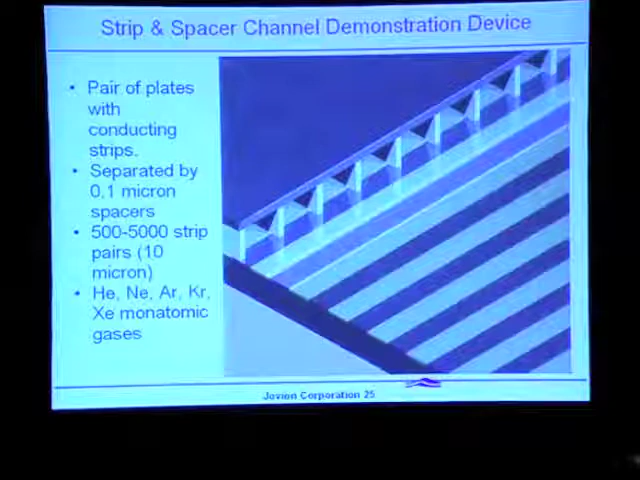 Strip & Spacer Channel Demonstration Device
• Pair of plates
with
conducting
strips.
• Separated by
0,1 micron
spacers
• 500-5000 strip
pairs (10
micron)
• He, Ne, Ar, Kr,
Xe monatomic
gases
Jovion Corporation 25